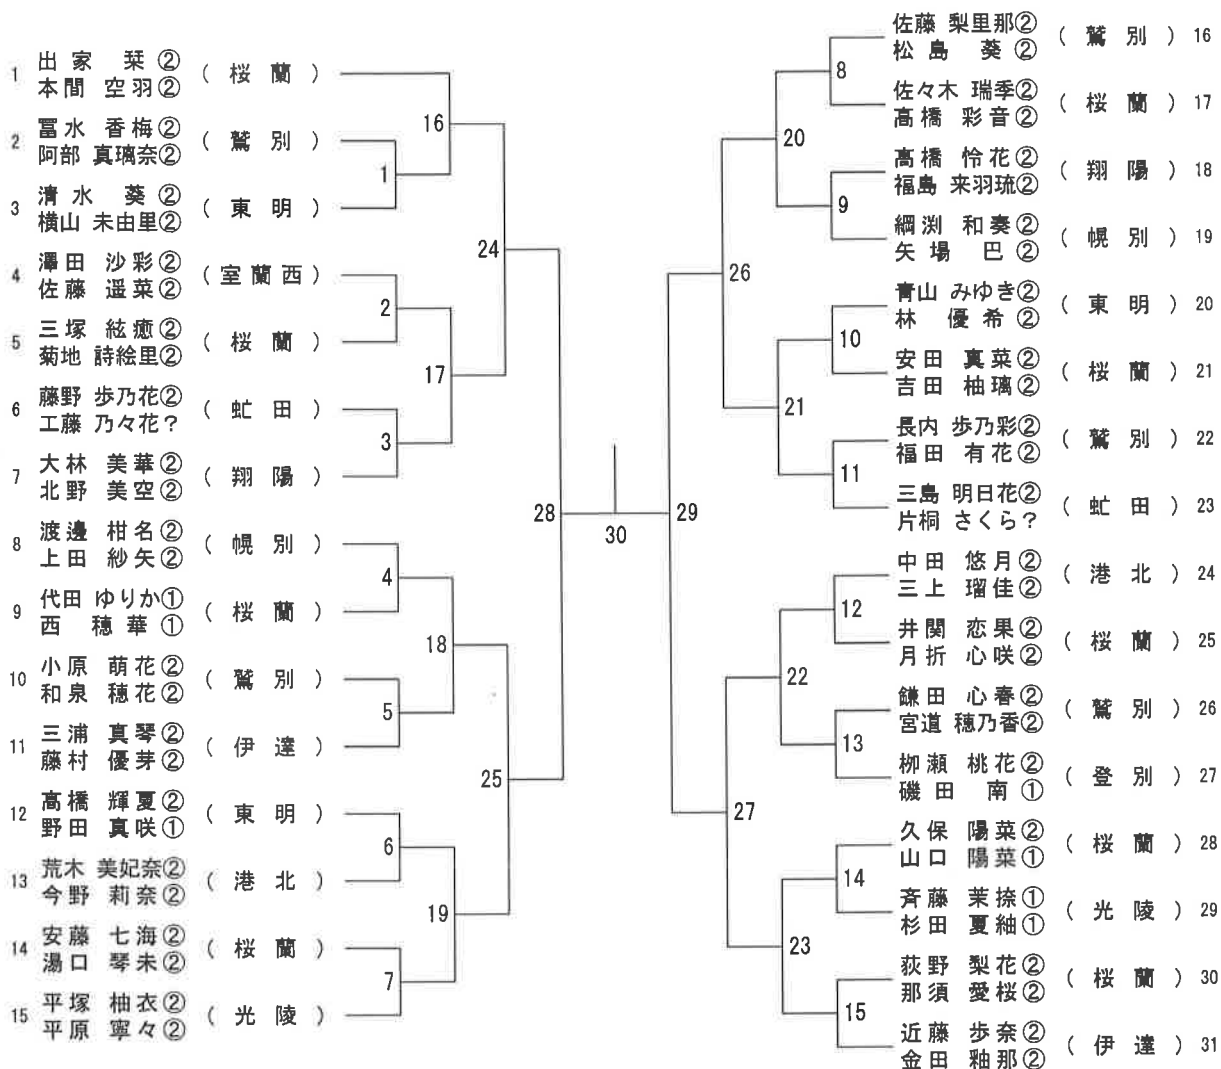 1 出家 栞② (桜蘭)
本間 空羽②
2 冨水 香梅② (鷲別)
阿部 真璃奈②
3 清水 葵② (東明)
横山 未由里②
4 澤田 沙彩② (室蘭西)
佐藤 遥菜②
5 三塚 絃癒② (桜蘭)
菊地 詩絵里②
6 藤野 歩乃花② (虻田)
工藤 乃々花?
7 大林 美華② (翔陽)
北野 美空②
8 渡邊 柑名② (幌別)
上田 紗矢②
9 代田 ゆりか① (桜蘭)
西 穂華①
10 小原 萌花② (鷲別)
和泉 穂花②
11 三浦 真琴② (伊達)
藤村 優芽②
12 高橋 輝夏② (東明)
野田 真咲①
13 荒木 美妃奈② (港北)
今野 莉奈②
14 安藤 七海② (桜蘭)
湯口 琴未②
15 平塚 柚衣② (光陵)
平原 寧々②
16
1
24
2
17
3
28
4
18
5
25
6
19
7
30
29
8
20
9
26
10
21
11
12
22
13
27
14
23
15
佐藤 梨里那② (鷲別) 16
松島 葵②
佐々木 瑞季② (桜蘭) 17
高橋 彩音②
高橋 怜花② (翔陽) 18
福島 来羽琉②
綱渕 和奏② (幌別) 19
矢場 巴②
青山 みゆき② (東明) 20
林 優希②
安田 真菜② (桜蘭) 21
吉田 柚璃②
長内 歩乃彩② (鷲別) 22
福田 有花②
三島 明日花② (虻田) 23
片桐 さくら?
中田 悠月② (港北) 24
三上 瑠佳②
井関 恋果② (桜蘭) 25
月折 心咲②
鎌田 心春② (鷲別) 26
宮道 穂乃香②
栁瀬 桃花② (登別) 27
磯田 南①
久保 陽菜② (桜蘭) 28
山口 陽菜①
斉藤 茉捺① (光陵) 29
杉田 夏紬①
荻野 梨花② (桜蘭) 30
那須 愛桜②
近藤 歩奈② (伊達) 31
金田 釉那②